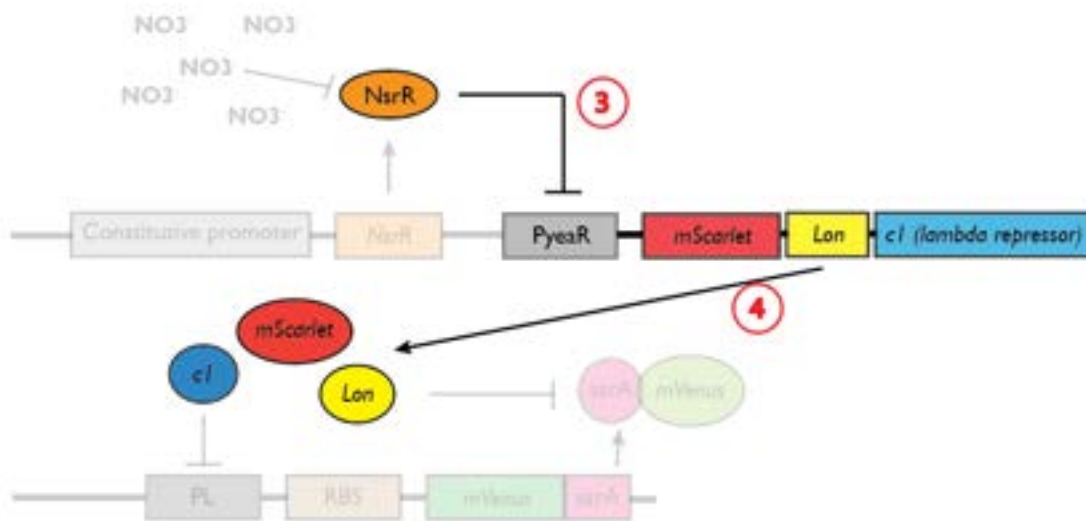 NO3 NO3
NO3 NsrR
NO3
NO3
3
Constitutive promoter NsrR PyeaR mScarlet Lon cI (lambda repressor)
4
mScarlet
cI Lon ssrA mVenus
PL RBS mVenus ssrA